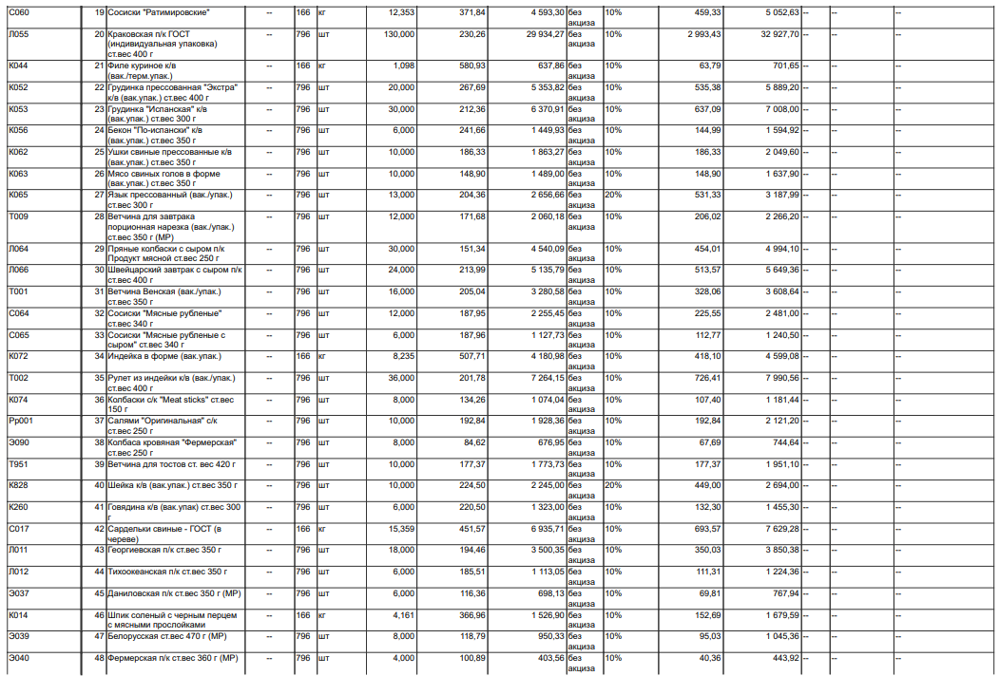 С060 19 Сосиски "Ратимировские" -- 166 кг 12,353 371,84 4 593,30 без 10% 459,33 5 052,63 -- -- --
акциза
Л055 20 Краковская п/к ГОСТ -- 796 шт 130,000 230,26 29 934,27 без 10% 2 993,43 32 927,70 -- -- --
(индивидуальная упаковка) акциза
ст.вес 400 г
К044 21 Филе куриное к/в -- 166 кг 1,098 580,93 637,86 без 10% 63,79 701,65 -- -- --
(вак./терм.упак.) акциза
К052 22 Грудинка прессованная "Экстра" -- 796 шт 20,000 267,69 5 353,82 без 10% 535,38 5 889,20 -- -- --
к/в (вак.упак.) ст.вес 400 г акциза
К053 23 Грудинка "Испанская" к/в -- 796 шт 30,000 212,36 6 370,91 без 10% 637,09 7 008,00 -- -- --
(вак.упак.) ст.вес 300 г акциза
К056 24 Бекон "По-испански" к/в -- 796 шт 6,000 241,66 1 449,93 без 10% 144,99 1 594,92 -- -- --
(вак.упак.) ст.вес 350 г акциза
К062 25 Ушки свиные прессованные к/в -- 796 шт 10,000 186,33 1 863,27 без 10% 186,33 2 049,60 -- -- --
(вак.упак.) ст.вес 350 г акциза
К063 26 Мясо свиных голов в форме -- 796 шт 10,000 148,90 1 489,00 без 10% 148,90 1 637,90 -- -- --
(вак.упак.) ст.вес 350 г акциза
К065 27 Язык прессованный (вак./упак.) -- 796 шт 13,000 204,36 2 656,66 без 20% 531,33 3 187,99 -- -- --
ст.вес 300 г акциза
Т009 28 Ветчина для завтрака -- 796 шт 12,000 171,68 2 060,18 без 10% 206,02 2 266,20 -- -- --
порционная нарезка (вак./упак.) акциза
ст.вес 350 г (МР)
Л064 29 Пряные колбаски с сыром п/к -- 796 шт 30,000 151,34 4 540,09 без 10% 454,01 4 994,10 -- -- --
Продукт мясной ст.вес 250 г акциза
Л066 30 Швейцарский завтрак с сыром п/к -- 796 шт 24,000 213,99 5 135,79 без 10% 513,57 5 649,36 -- -- --
ст.вес 400 г акциза
Т001 31 Ветчина Венская (вак./упак.) -- 796 шт 16,000 205,04 3 280,58 без 10% 328,06 3 608,64 -- -- --
ст.вес 350 г акциза
С064 32 Сосиски "Мясные рубленые" -- 796 шт 12,000 187,95 2 255,45 без 10% 225,55 2 481,00 -- -- --
ст.вес 340 г акциза
С065 33 Сосиски "Мясные рубленые с -- 796 шт 6,000 187,96 1 127,73 без 10% 112,77 1 240,50 -- -- --
сыром" ст.вес 340 г акциза
К072 34 Индейка в форме (вак.упак.) -- 166 кг 8,235 507,71 4 180,98 без 10% 418,10 4 599,08 -- -- --
акциза
Т002 35 Рулет из индейки к/в (вак./упак.) -- 796 шт 36,000 201,78 7 264,15 без 10% 726,41 7 990,56 -- -- --
ст.вес 400 г акциза
К074 36 Колбаски с/к "Meat sticks" ст.вес -- 796 шт 8,000 134,26 1 074,04 без 10% 107,40 1 181,44 -- -- --
150 г акциза
Рр001 37 Салями "Оригинальная" с/к -- 796 шт 10,000 192,84 1 928,36 без 10% 192,84 2 121,20 -- -- --
ст.вес 250 г акциза
Э090 38 Колбаса кровяная "Фермерская" -- 796 шт 8,000 84,62 676,95 без 10% 67,69 744,64 -- -- --
ст.вес 250 г акциза
Т951 39 Ветчина для тостов ст. вес 420 г -- 796 шт 10,000 177,37 1 773,73 без 10% 177,37 1 951,10 -- -- --
акциза
К828 40 Шейка к/в (вак.упак.) ст.вес 350 г -- 796 шт 10,000 224,50 2 245,00 без 20% 449,00 2 694,00 -- -- --
акциза
К260 41 Говядина к/в (вак.упак) ст.вес 300 -- 796 шт 6,000 220,50 1 323,00 без 10% 132,30 1 455,30 -- -- --
г акциза
С017 42 Сардельки свиные - ГОСТ (в -- 166 кг 15,359 451,57 6 935,71 без 10% 693,57 7 629,28 -- -- --
череве) акциза
Л011 43 Георгиевская п/к ст.вес 350 г -- 796 шт 18,000 194,46 3 500,35 без 10% 350,03 3 850,38 -- -- --
акциза
Л012 44 Тихоокеанская п/к ст.вес 350 г -- 796 шт 6,000 185,51 1 113,05 без 10% 111,31 1 224,36 -- -- --
акциза
Э037 45 Даниловская п/к ст.вес 350 г (МР) -- 796 шт 6,000 116,36 698,13 без 10% 69,81 767,94 -- -- --
акциза
К014 46 Шпик соленый с черным перцем -- 166 кг 4,161 366,96 1 526,90 без 10% 152,69 1 679,59 -- -- --
с мясными прослойками акциза
Э039 47 Белорусская ст.вес 470 г (МР) -- 796 шт 8,000 118,79 950,33 без 10% 95,03 1 045,36 -- -- --
акциза
Э040 48 Фермерская п/к ст.вес 360 г (МР) -- 796 шт 4,000 100,89 403,56 без 10% 40,36 443,92 -- -- --
акциза